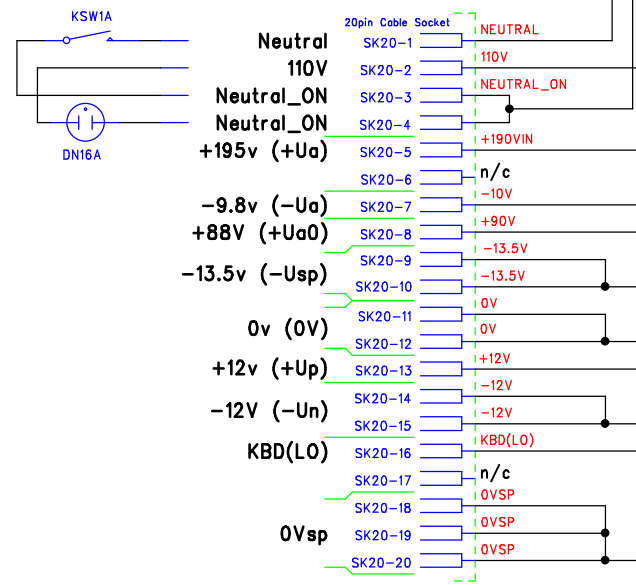 KSW1A
20pin Cable Socket
Neutral SK20-1 NEUTRAL
110V SK20-2 110V
Neutral_ON SK20-3 NEUTRAL_ON
Neutral_ON SK20-4
DN16A
+195v (+Ua) SK20-5 +190VIN
SK20-6 n/c
-9.8v (-Ua) SK20-7 -10V
+88V (+Ua0) SK20-8 +90V
SK20-9 -13.5V
-13.5v (-Usp) SK20-10 -13.5V
SK20-11 0V
0v (0V) SK20-12 0V
+12v (+Up) SK20-13 +12V
SK20-14 -12V
-12V (-Un) SK20-15 -12V
KBD(LO) SK20-16 KBD(LO)
SK20-17 n/c
SK20-18 0VSP
0Vsp SK20-19 0VSP
SK20-20 0VSP